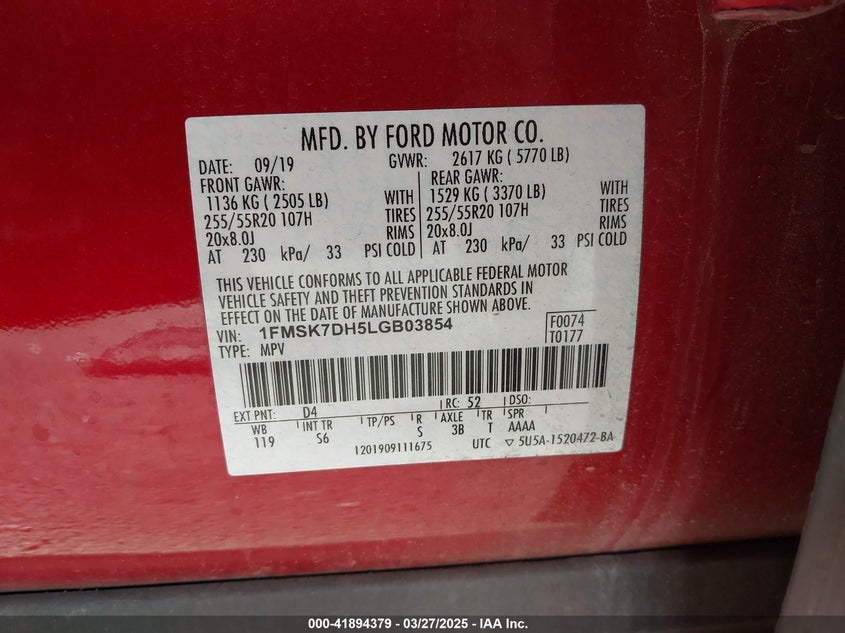 MFD. BY FORD MOTOR CO.
DATE: 09/19 GVWR: 2617 KG ( 5770 LB)
FRONT GAWR: REAR GAWR:
1136 KG ( 2505 LB) WITH 1529 KG ( 3370 LB) WITH
255/55R20 107H TIRES 255/55R20 107H TIRES
20x8.0J RIMS 20x8.0J RIMS
AT 230 kPa/ 33 PSI COLD AT 230 kPa/ 33 PSI COLD
THIS VEHICLE CONFORMS TO ALL APPLICABLE FEDERAL MOTOR
VEHICLE SAFETY AND THEFT PREVENTION STANDARDS IN
EFFECT ON THE DATE OF MANUFACTURE SHOWN ABOVE.
VIN: 1FMSK7DH5LGB03854 F0074
TYPE: MPV T0177
EXT PNT: D4 RC: 52 DSO:
WB INT TR TP/PS R AXLE TR SPR
119 S6 S 3B T AAAA
1201909111675 UTC ▽ 5U5A-1520472-BA
000-41894379 - 03/27/2025 - IAA Inc.